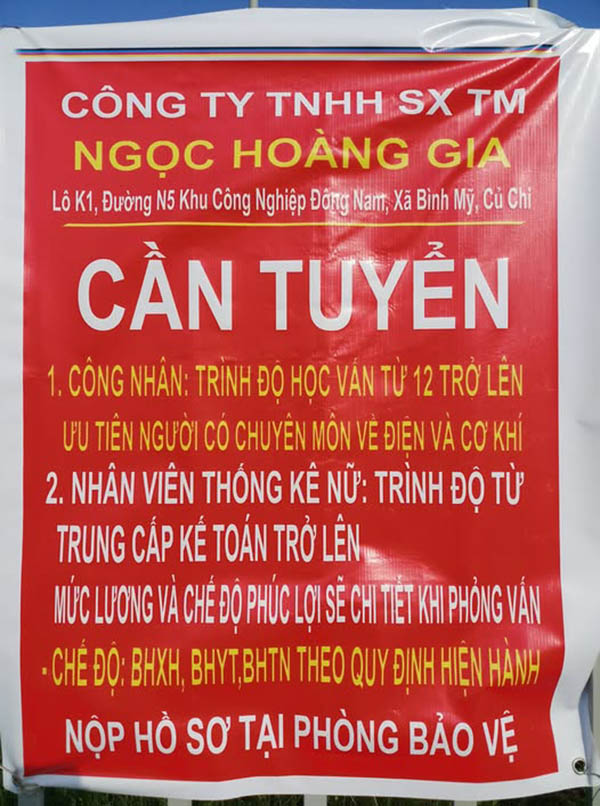 CÔNG TY TNHH SX TM
NGỌC HOÀNG GIA
Lô K1, Đường N5 Khu Công Nghiệp Đông Nam, Xã Bình Mỹ, Củ Chi
CẦN TUYỂN
1. CÔNG NHÂN: TRÌNH ĐỘ HỌC VẤN TỪ 12 TRỞ LÊN
ƯU TIÊN NGƯỜI CÓ CHUYÊN MÔN VỀ ĐIỆN VÀ CƠ KHÍ
2. NHÂN VIÊN THỐNG KÊ NỮ: TRÌNH ĐỘ TỪ
TRUNG CẤP KẾ TOÁN TRỞ LÊN
MỨC LƯƠNG VÀ CHẾ ĐỘ PHÚC LỢI SẼ CHI TIẾT KHI PHỎNG VẤN
- CHẾ ĐỘ: BHXH, BHYT,BHTN THEO QUY ĐỊNH HIỆN HÀNH
NỘP HỒ SƠ TẠI PHÒNG BẢO VỆ